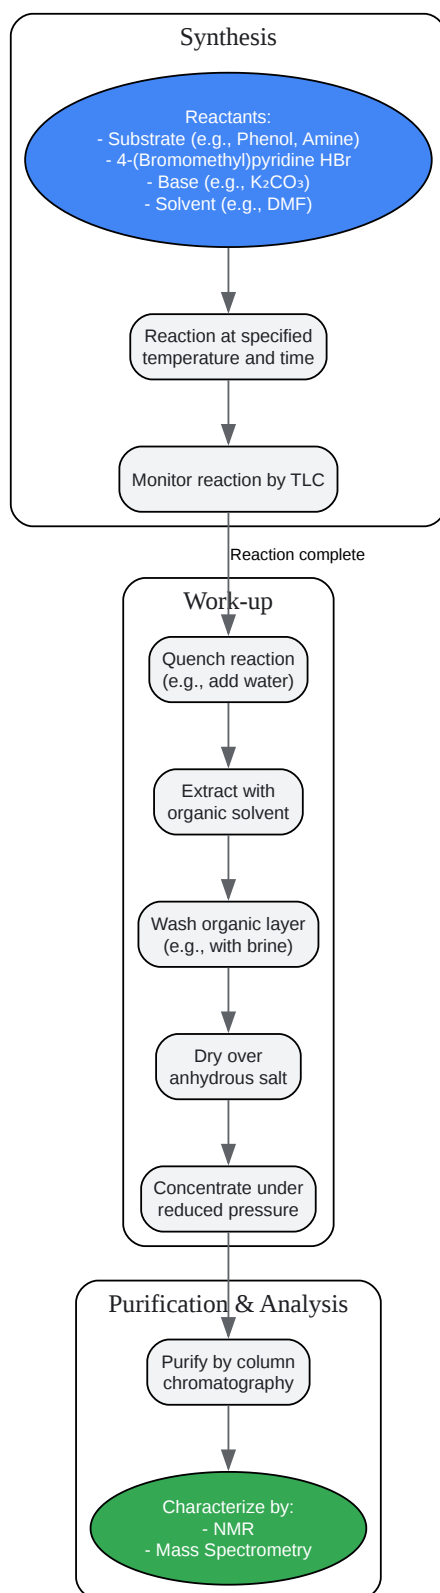 Synthesis
Reactants:
- Substrate (e.g., Phenol, Amine)
- 4-(Bromomethyl)pyridine HBr
- Base (e.g., K₂CO₃)
- Solvent (e.g., DMF)
Reaction at specified
temperature and time
Monitor reaction by TLC
Reaction complete
Work-up
Quench reaction
(e.g., add water)
Extract with
organic solvent
Wash organic layer
(e.g., with brine)
Dry over
anhydrous salt
Concentrate under
reduced pressure
Purification & Analysis
Purify by column
chromatography
Characterize by:
- NMR
- Mass Spectrometry